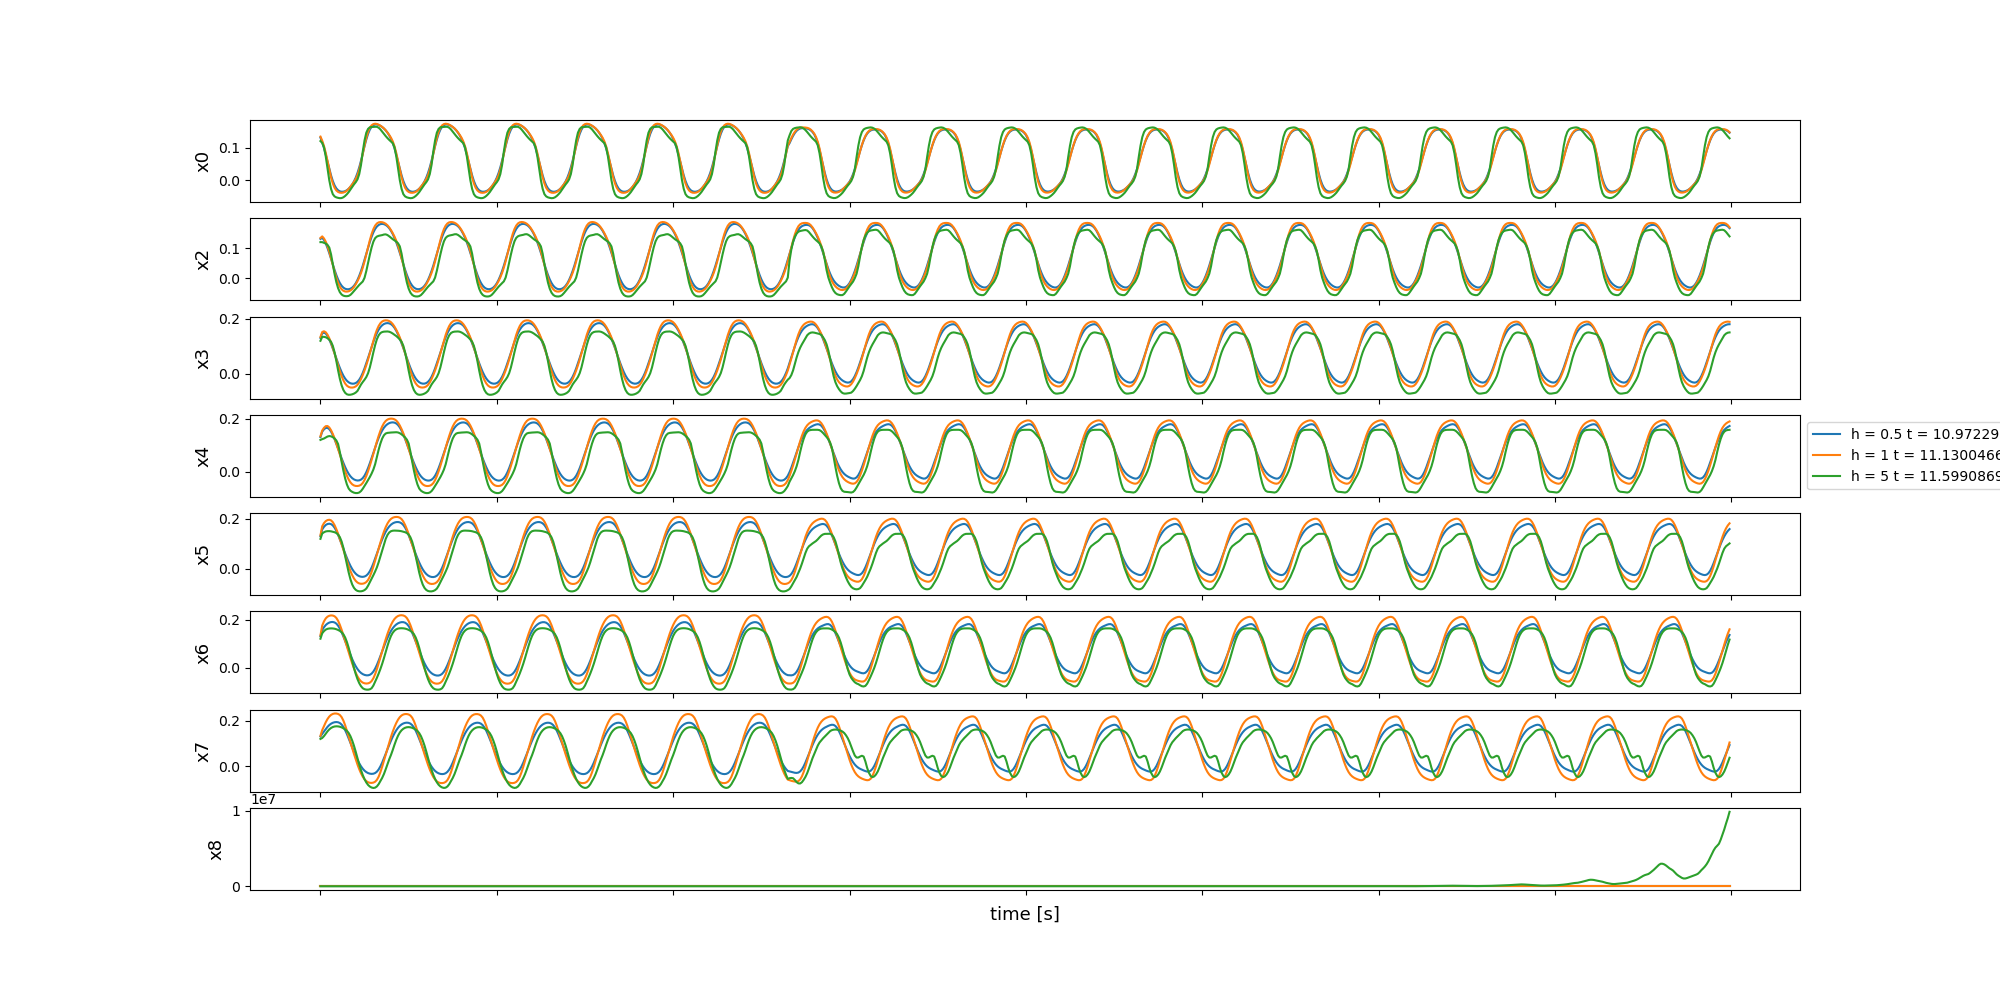 x0
0.1
0.0
x2
0.1
0.0
x3
0.2
0.0
x4
0.2
0.0
h = 0.5 t = 10.97229
h = 1 t = 11.1300466
h = 5 t = 11.5990869
x5
0.2
0.0
x6
0.2
0.0
x7
0.2
0.0
1e7
x8
1
0
time [s]